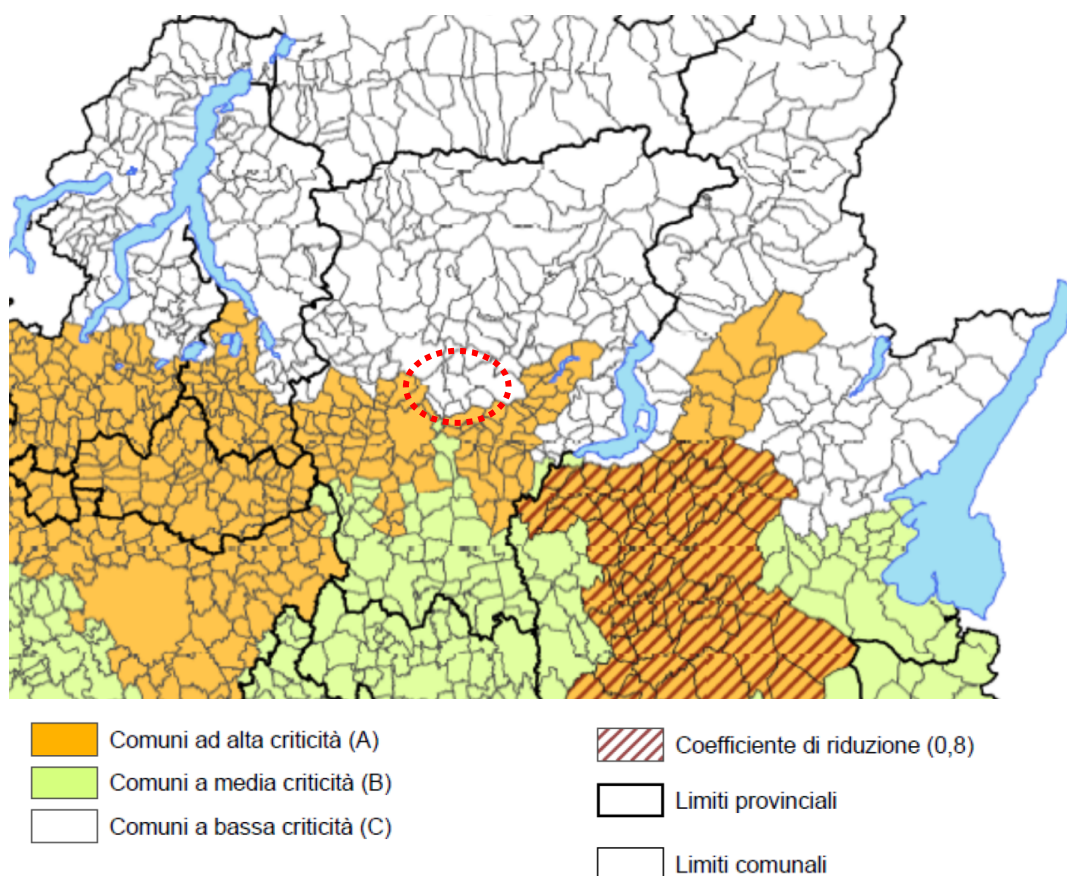 Comuni ad alta criticità (A)
Comuni a media criticità (B)
Comuni a bassa criticità (C)
Coefficiente di riduzione (0,8)
Limiti provinciali
Limiti comunali